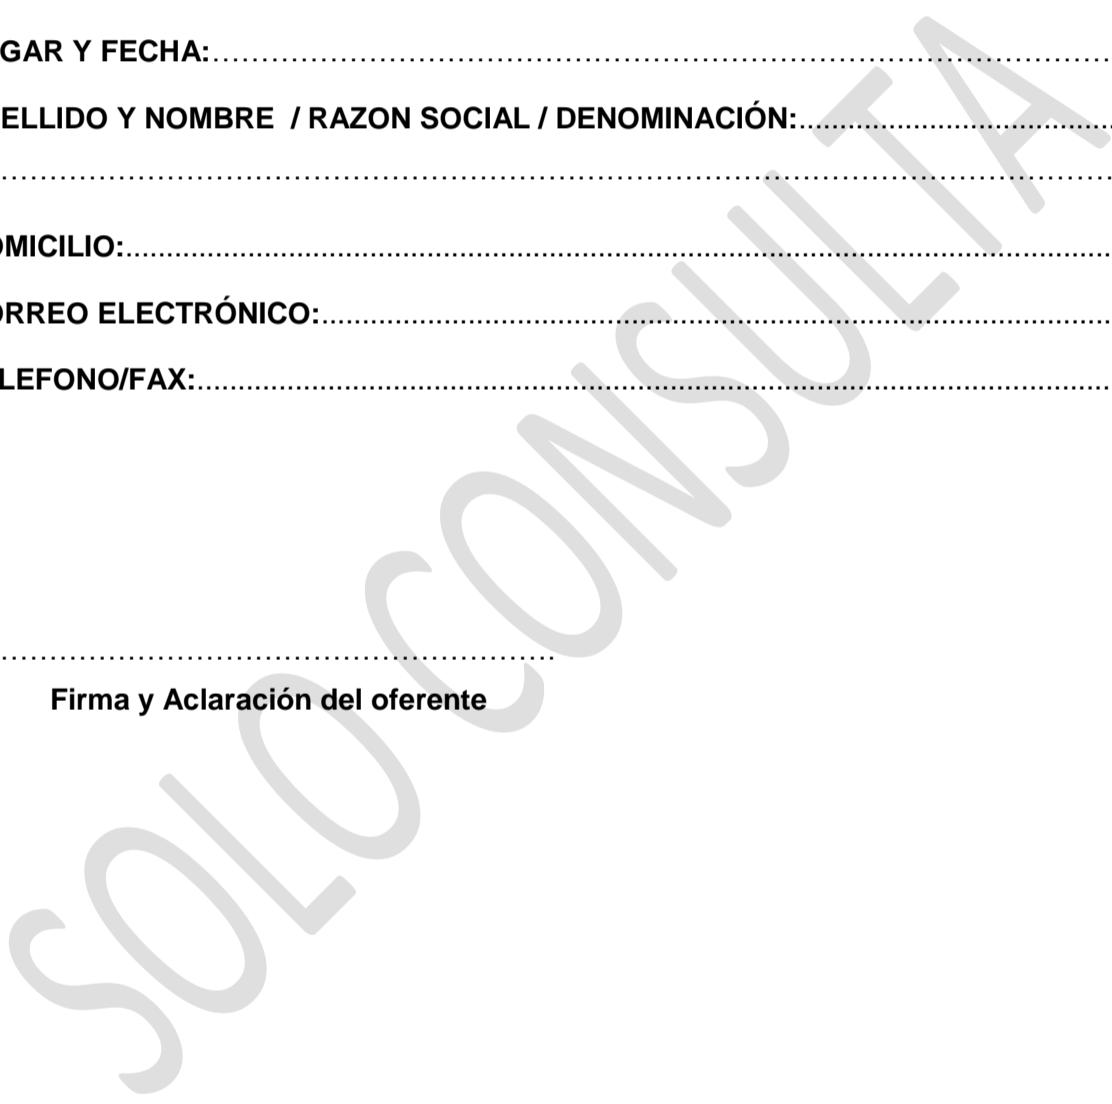 GAR Y FECHA:
ELLIDO Y NOMBRE / RAZON SOCIAL / DENOMINACIÓN:
OMICILIO:
ORREO ELECTRÓNICO:
LEFONO/FAX:
Firma y Aclaración del oferente
SOLO CONSULTA